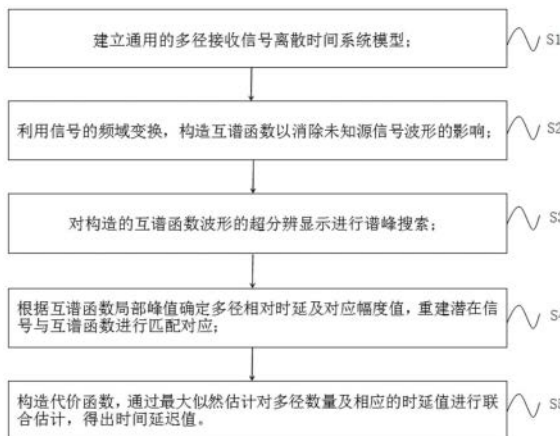 建立通用的多径接收信号离散时间系统模型；
S1
利用信号的频域变换，构造互谱函数以消除未知源信号波形的影响；
S2
对构造的互谱函数波形的超分辨显示进行谱峰搜索；
S3
根据互谱函数局部峰值确定多径相对时延及对应幅度值，重建潜在信
号与互谱函数进行匹配对应；
S4
构造代价函数，通过最大似然估计对多径数量及相应的时延值进行联
合估计，得出时间延迟值。